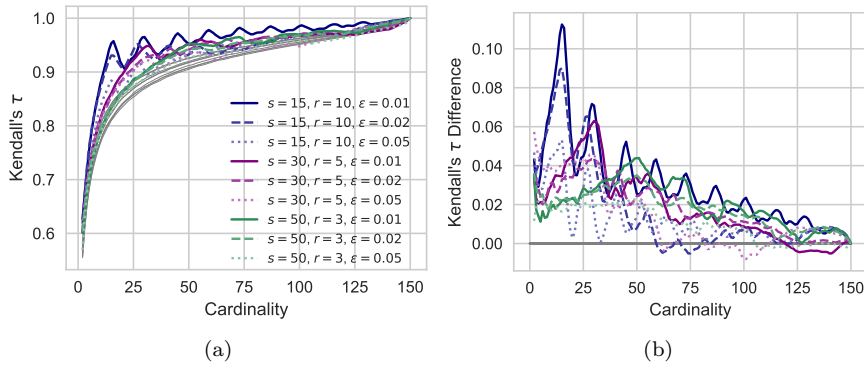 1.0
0.9
0.8
0.7
0.6
Kendall's τ
s = 15, r = 10, ε = 0.01
s = 15, r = 10, ε = 0.02
s = 15, r = 10, ε = 0.05
s = 30, r = 5, ε = 0.01
s = 30, r = 5, ε = 0.02
s = 30, r = 5, ε = 0.05
s = 50, r = 3, ε = 0.01
s = 50, r = 3, ε = 0.02
s = 50, r = 3, ε = 0.05
0 25 50 75 100 125 150
Cardinality
(a)
0.10
0.08
0.06
0.04
0.02
0.00
Kendall's τ Difference
0 25 50 75 100 125 150
Cardinality
(b)